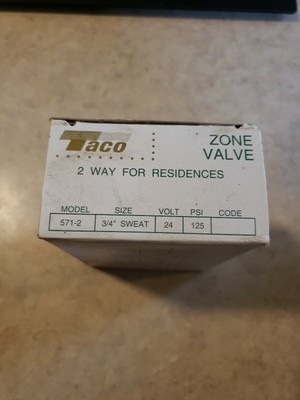 Taco
ZONE
VALVE
2 WAY FOR RESIDENCES
MODEL SIZE VOLT PSI CODE
571-2 3/4" SWEAT 24 125